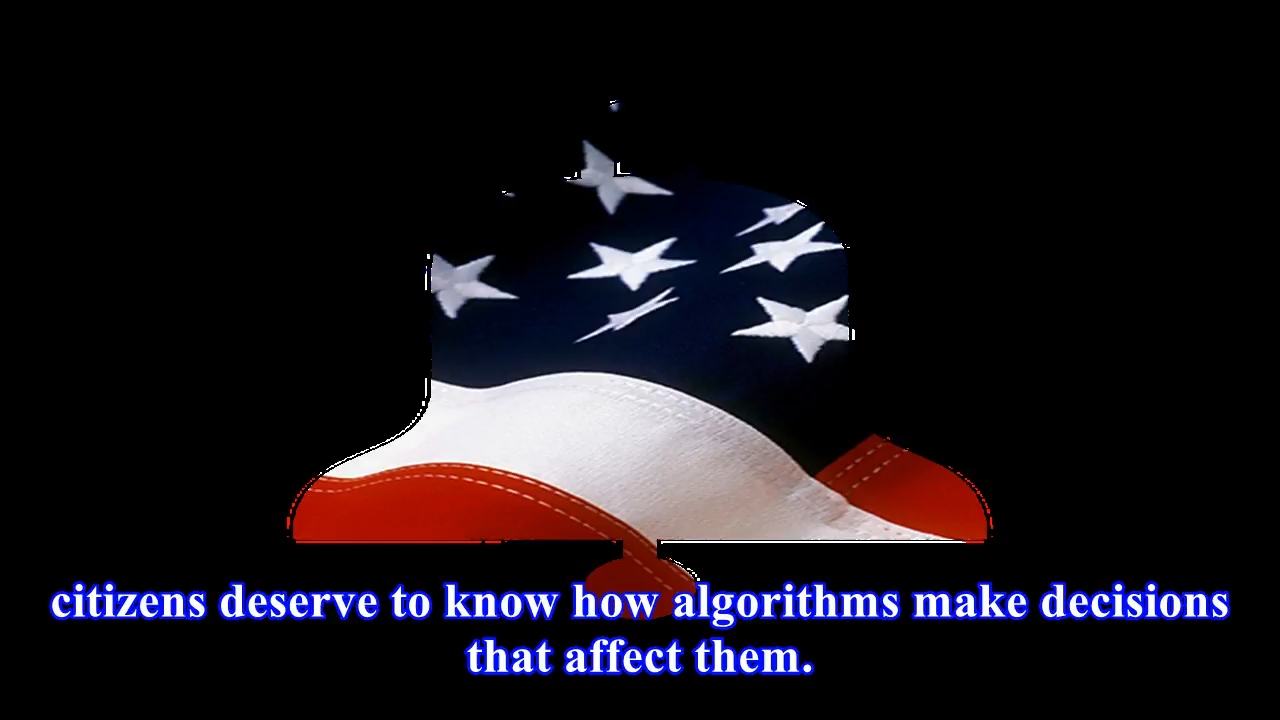 citizens deserve to know how algorithms make decisions
that affect them.